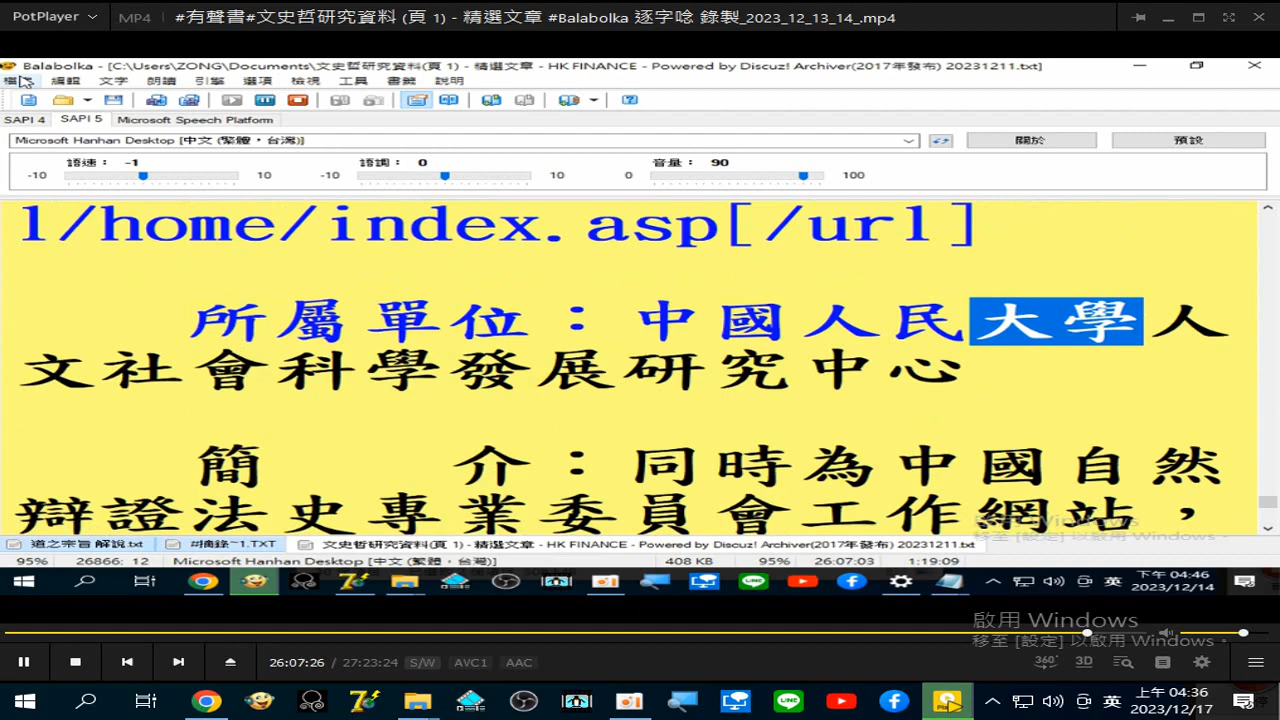 PotPlayer MP4 #有聲書#文史哲研究資料 (頁 1) - 精選文章 #Balabolka 逐字唸 錄製_2023_12_13_14_.mp4
Balabolka - [C:\Users\ZONG\Documents\文史哲研究資料(頁 1) - 精選文章 - HK FINANCE - Powered by Discuz! Archiver(2017年發布) 20231211.txt]
編輯 文字 朗讀 引擎 選項 檢視 工具 書籤 說明
SAPI 4 SAPI 5 Microsoft Speech Platform
Microsoft Hanhan Desktop [中文 (繁體，台灣)] 關於 預設
語速： -1 語調： 0 音量： 90
-10 10 -10 10 0 100
l/home/index.asp[/url]
所屬單位：中國人民大學人
文社會科學發展研究中心
簡 介：同時為中國自然
辯證法史專業委員會工作網站，
道之宗旨 解說.txt #摘錄~1.TXT 文史哲研究資料(頁 1) - 精選文章 - HK FINANCE - Powered by Discuz! Archiver(2017年發布) 20231211.txt
95% 26866: 12 Microsoft Hanhan Desktop [中文 (繁體，台灣)] 408 KB 95% 26:07:03 1:19:09
英 下午 04:46
2023/12/14
啟用 Windows
移至 [設定] 以啟用 Windows。
26:07:26 / 27:23:24 S/W AVC1 AAC 360° 3D
英 上午 04:36
2023/12/17